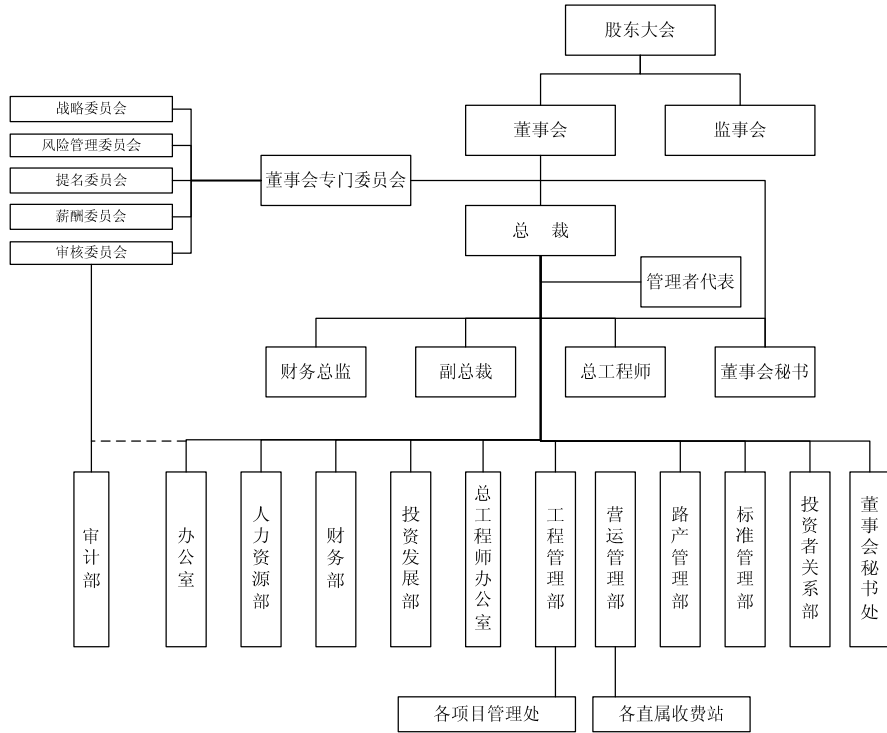 股东大会
董事会
监事会
战略委员会
风险管理委员会
提名委员会
薪酬委员会
审核委员会
董事会专门委员会
总 裁
管理者代表
财务总监
副总裁
总工程师
董事会秘书
审计部
办公室
人力资源部
财务部
投资发展部
总工程师办公室
工程管理部
营运管理部
路产管理部
标准管理部
投资者关系部
董事会秘书处
各项目管理处
各直属收费站